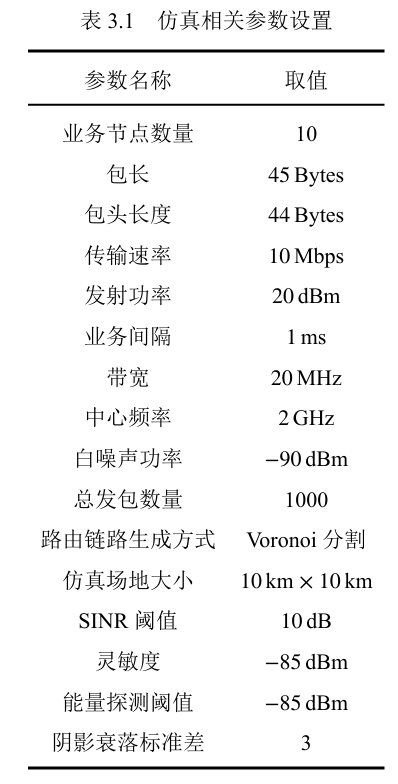 表 3.1 仿真相关参数设置
参数名称 取值
业务节点数量 10
包长 45 Bytes
包头长度 44 Bytes
传输速率 10 Mbps
发射功率 20 dBm
业务间隔 1 ms
带宽 20 MHz
中心频率 2 GHz
白噪声功率 −90 dBm
总发包数量 1000
路由链路生成方式 Voronoi 分割
仿真场地大小 10 km × 10 km
SINR 阈值 10 dB
灵敏度 −85 dBm
能量探测阈值 −85 dBm
阴影衰落标准差 3